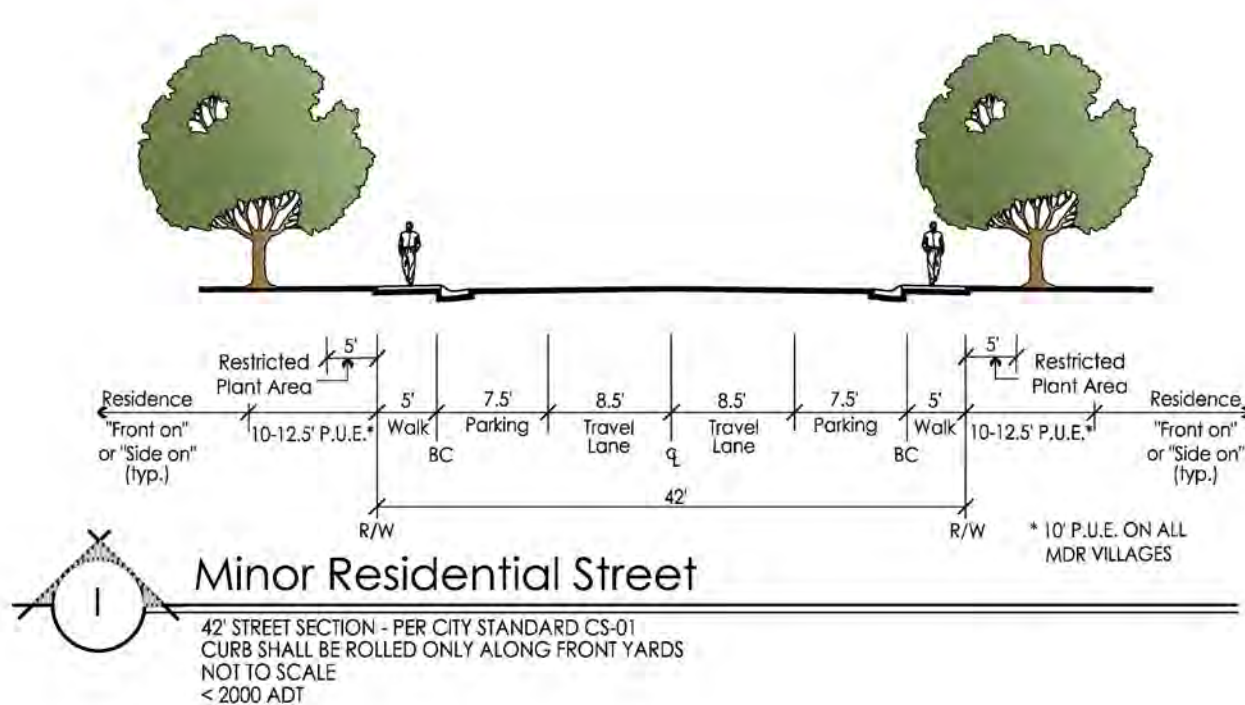 5'
5'
Restricted
Plant Area
Restricted
Plant Area
Residence
5'
7.5'
8.5'
8.5'
7.5'
5'
Residence
"Front on"
or "Side on"
(typ.)
10-12.5' P.U.E.*
Walk
Parking
Travel
Lane
Travel
Lane
Parking
Walk
10-12.5' P.U.E.*
"Front on"
or "Side on"
(typ.)
BC
℄
BC
42'
R/W
R/W
* 10' P.U.E. ON ALL
MDR VILLAGES
I
Minor Residential Street
42' STREET SECTION - PER CITY STANDARD CS-01
CURB SHALL BE ROLLED ONLY ALONG FRONT YARDS
NOT TO SCALE
< 2000 ADT